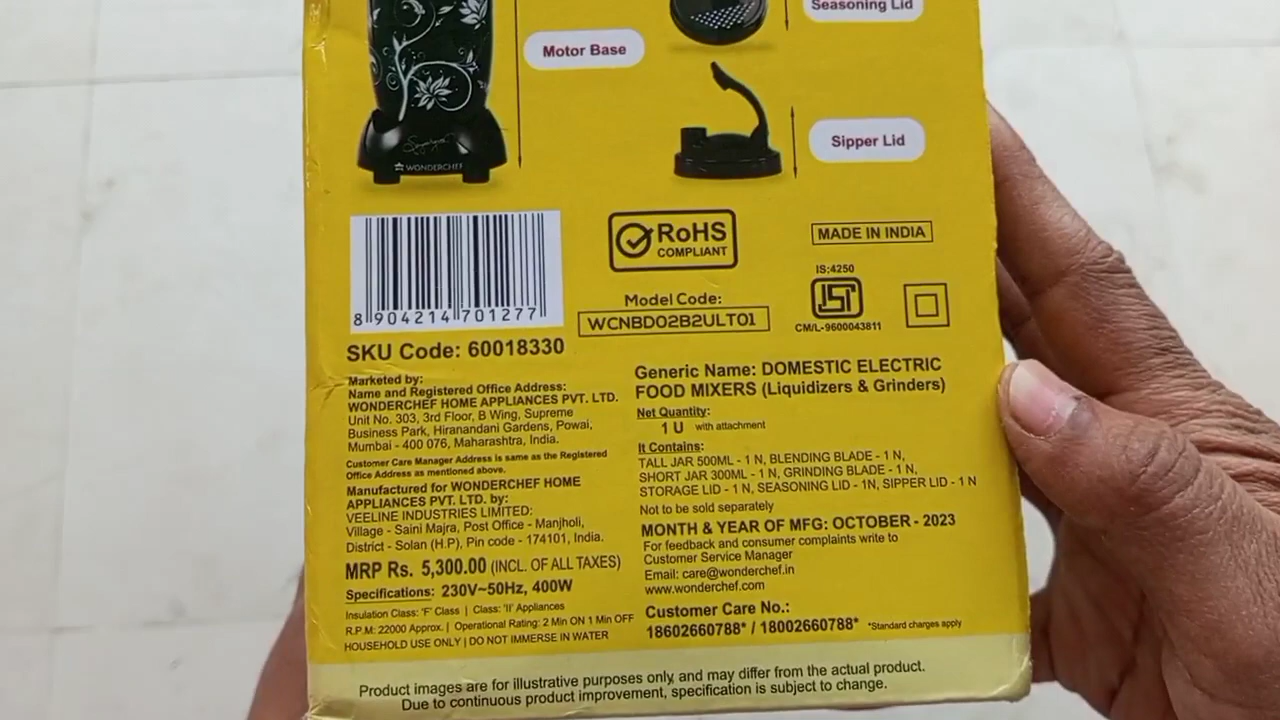 Seasoning Lid
Motor Base
Sipper Lid
WONDERCHEF
8 904214 701277
RoHS
COMPLIANT
MADE IN INDIA
IS:4250
ISI
CM/L-9600043811
Model Code:
WCNBD02B2ULT01
SKU Code: 60018330
Marketed by:
Name and Registered Office Address:
WONDERCHEF HOME APPLIANCES PVT. LTD.
Unit No. 303, 3rd Floor, B Wing, Supreme
Business Park, Hiranandani Gardens, Powai,
Mumbai - 400 076, Maharashtra, India.
Customer Care Manager Address is same as the Registered
Office Address as mentioned above.
Manufactured for WONDERCHEF HOME
APPLIANCES PVT. LTD. by:
VEELINE INDUSTRIES LIMITED:
Village - Saini Majra, Post Office - Manjholi,
District - Solan (H.P), Pin code - 174101, India.
MRP Rs. 5,300.00 (INCL. OF ALL TAXES)
Specifications: 230V~50Hz, 400W
Insulation Class: 'F' Class | Class: 'II' Appliances
R.P.M: 22000 Approx. | Operational Rating: 2 Min ON 1 Min OFF
HOUSEHOLD USE ONLY | DO NOT IMMERSE IN WATER
Generic Name: DOMESTIC ELECTRIC
FOOD MIXERS (Liquidizers & Grinders)
Net Quantity:
1 U with attachment
It Contains:
TALL JAR 500ML - 1 N, BLENDING BLADE - 1 N,
SHORT JAR 300ML - 1 N, GRINDING BLADE - 1 N,
STORAGE LID - 1 N, SEASONING LID - 1N, SIPPER LID - 1 N
Not to be sold separately
MONTH & YEAR OF MFG: OCTOBER - 2023
For feedback and consumer complaints write to
Customer Service Manager
Email: care@wonderchef.in
www.wonderchef.com
Customer Care No.:
18602660788* / 18002660788* *Standard charges apply
Product images are for illustrative purposes only, and may differ from the actual product.
Due to continuous product improvement, specification is subject to change.